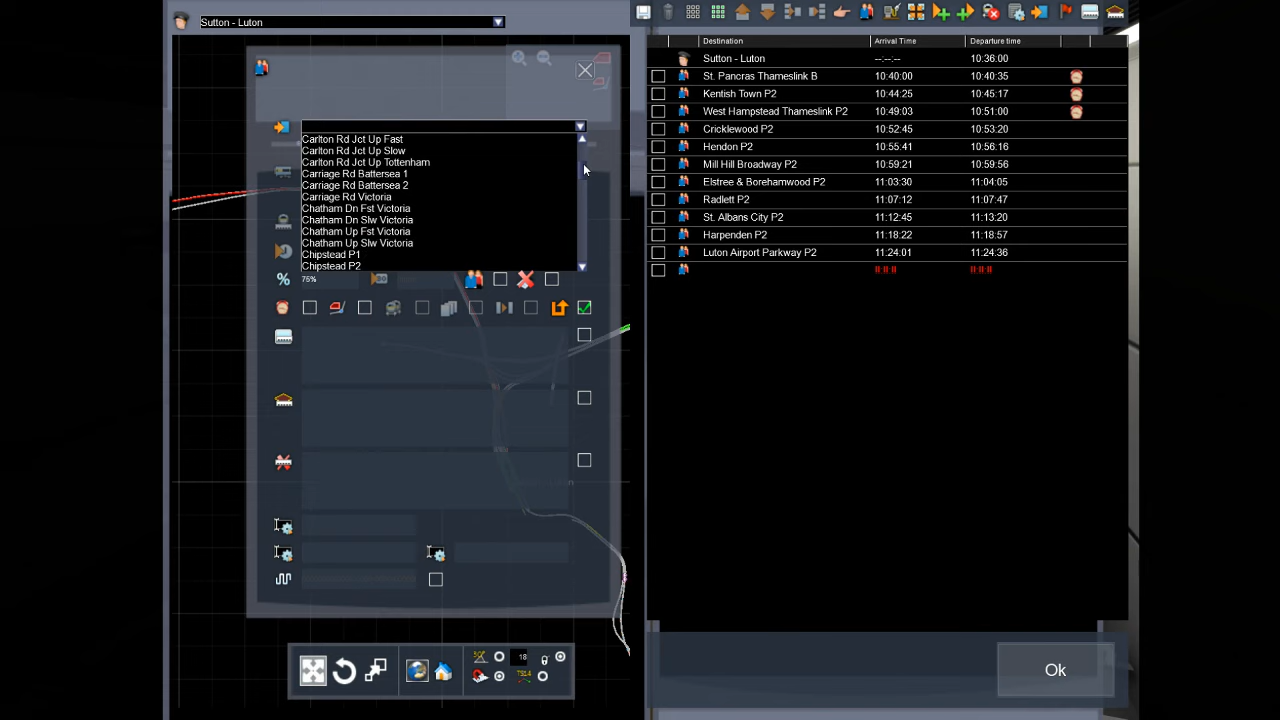 Sutton - Luton
Carlton Rd Jct Up Fast
Carlton Rd Jct Up Slow
Carlton Rd Jct Up Tottenham
Carriage Rd Battersea 1
Carriage Rd Battersea 2
Carriage Rd Victoria
Chatham Dn Fst Victoria
Chatham Dn Slw Victoria
Chatham Up Fst Victoria
Chatham Up Slw Victoria
Chipstead P1
Chipstead P2
75%
18
Destination Arrival Time Departure time
Sutton - Luton --:--:-- 10:36:00
St. Pancras Thameslink B 10:40:00 10:40:35
Kentish Town P2 10:44:25 10:45:17
West Hampstead Thameslink P2 10:49:03 10:51:00
Cricklewood P2 10:52:45 10:53:20
Hendon P2 10:55:41 10:56:16
Mill Hill Broadway P2 10:59:21 10:59:56
Elstree & Borehamwood P2 11:03:30 11:04:05
Radlett P2 11:07:12 11:07:47
St. Albans City P2 11:12:45 11:13:20
Harpenden P2 11:18:22 11:18:57
Luton Airport Parkway P2 11:24:01 11:24:36
Ok